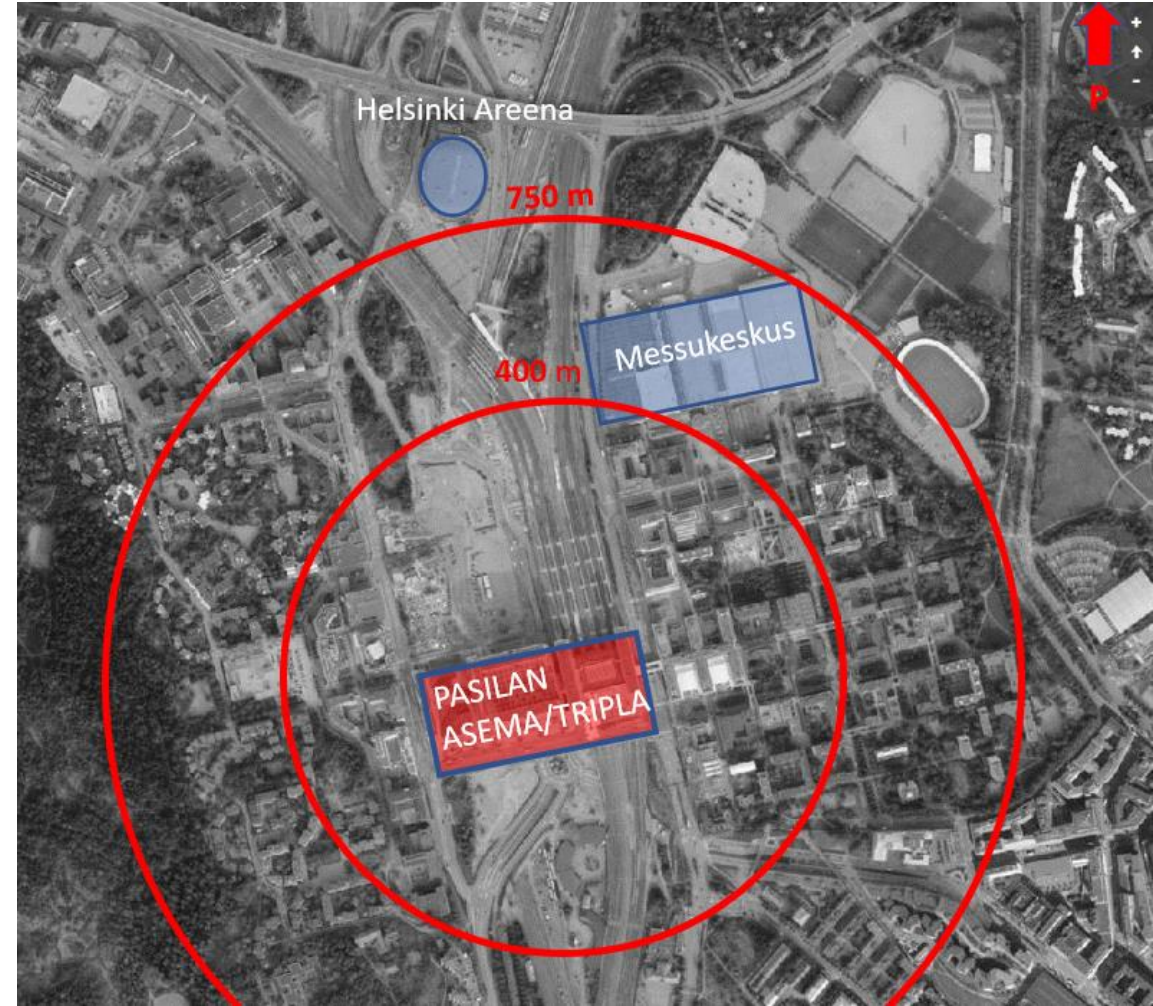 P
+
-
Helsinki Areena
750 m
Messukeskus
400 m
PASILAN
ASEMA/TRIPLA